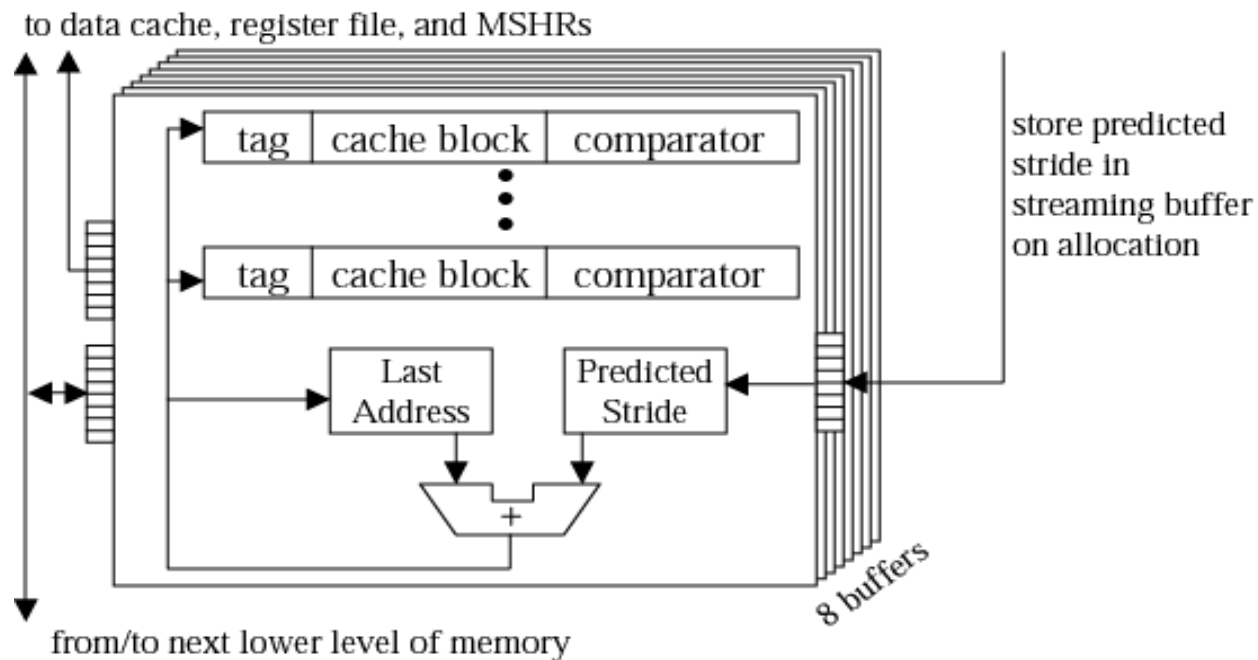 to data cache, register file, and MSHRs
tag cache block comparator
tag cache block comparator
Last
Address
Predicted
Stride
+
store predicted
stride in
streaming buffer
on allocation
8 buffers
from/to next lower level of memory